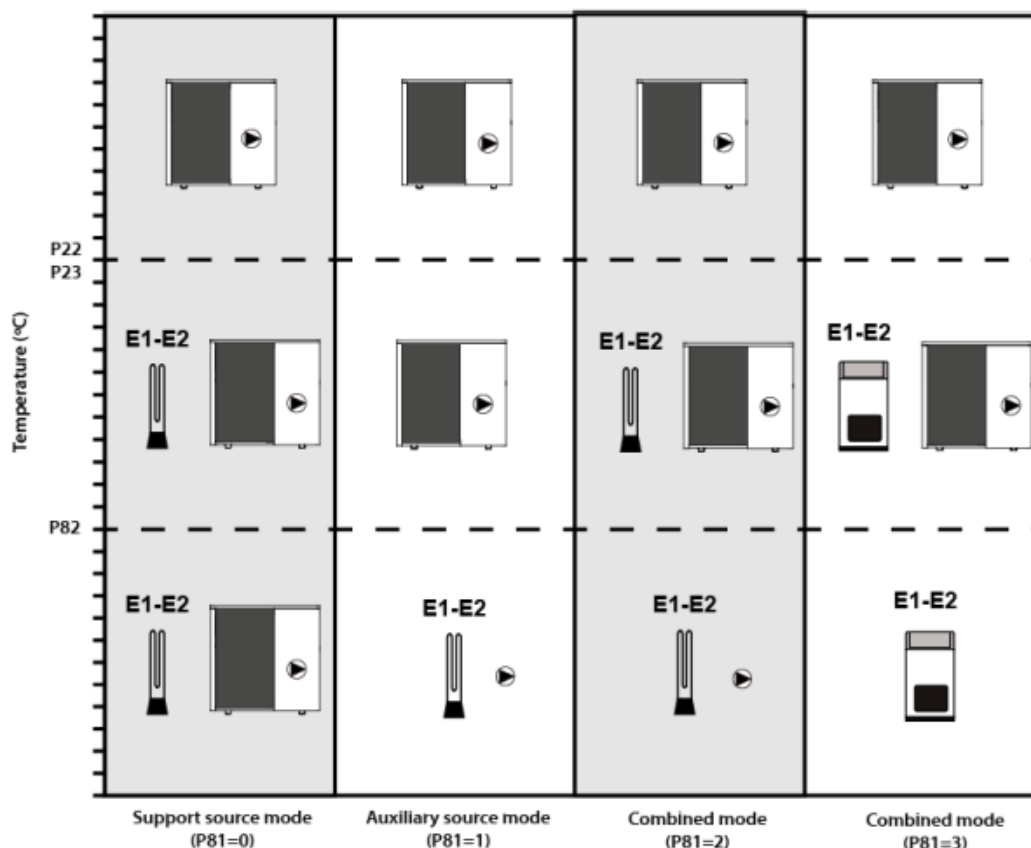 P22
P23
Temperature (ºC)
E1-E2
E1-E2
E1-E2
P82
E1-E2
E1-E2
E1-E2
E1-E2
Support source mode
(P81=0)
Auxiliary source mode
(P81=1)
Combined mode
(P81=2)
Combined mode
(P81=3)